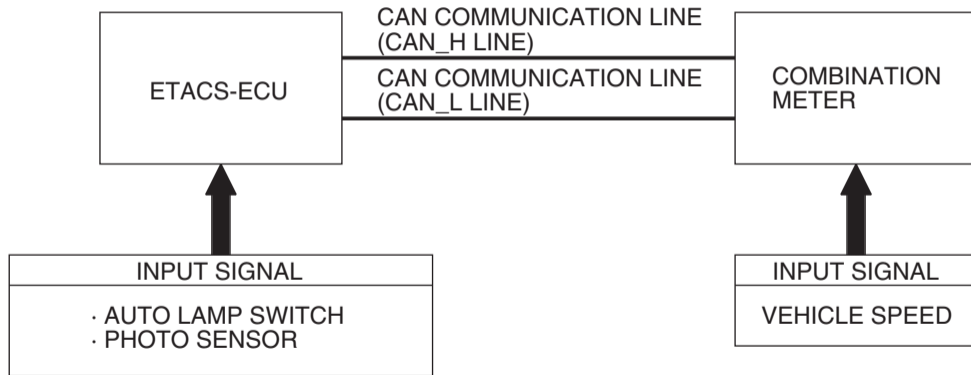 CAN COMMUNICATION LINE
(CAN_H LINE)
ETACS-ECU
CAN COMMUNICATION LINE
(CAN_L LINE)
COMBINATION
METER
INPUT SIGNAL
· AUTO LAMP SWITCH
· PHOTO SENSOR
INPUT SIGNAL
VEHICLE SPEED